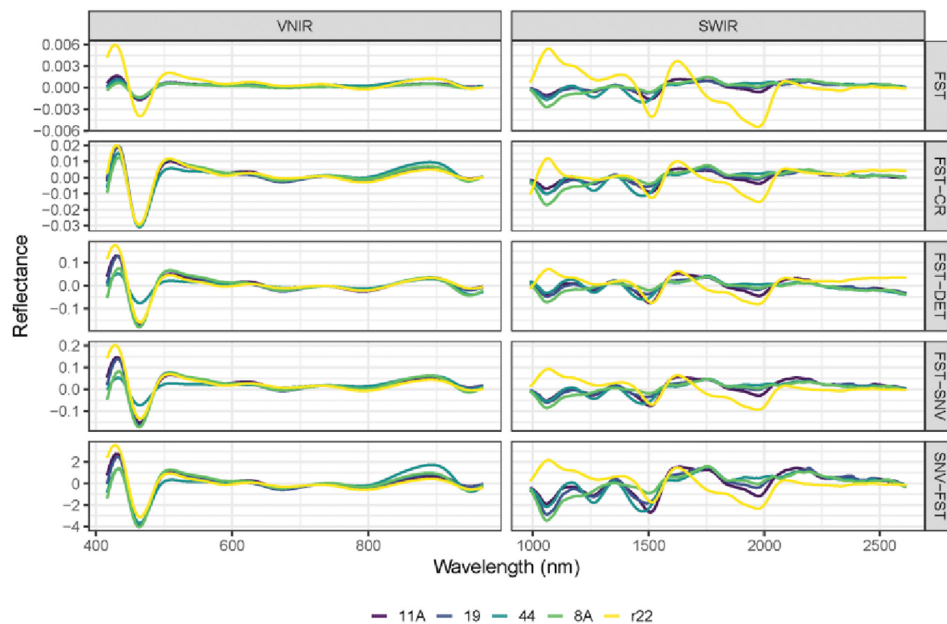 VNIR
SWIR
0.006
0.003
0.000
−0.003
−0.006
FST
0.02
0.01
0.00
−0.01
−0.02
−0.03
FST−CR
0.1
0.0
−0.1
FST−DET
0.2
0.1
0.0
−0.1
FST−SNV
2
0
−2
−4
SNV−FST
Reflectance
400
600
800
1000
1500
2000
2500
Wavelength (nm)
11A
19
44
8A
r22